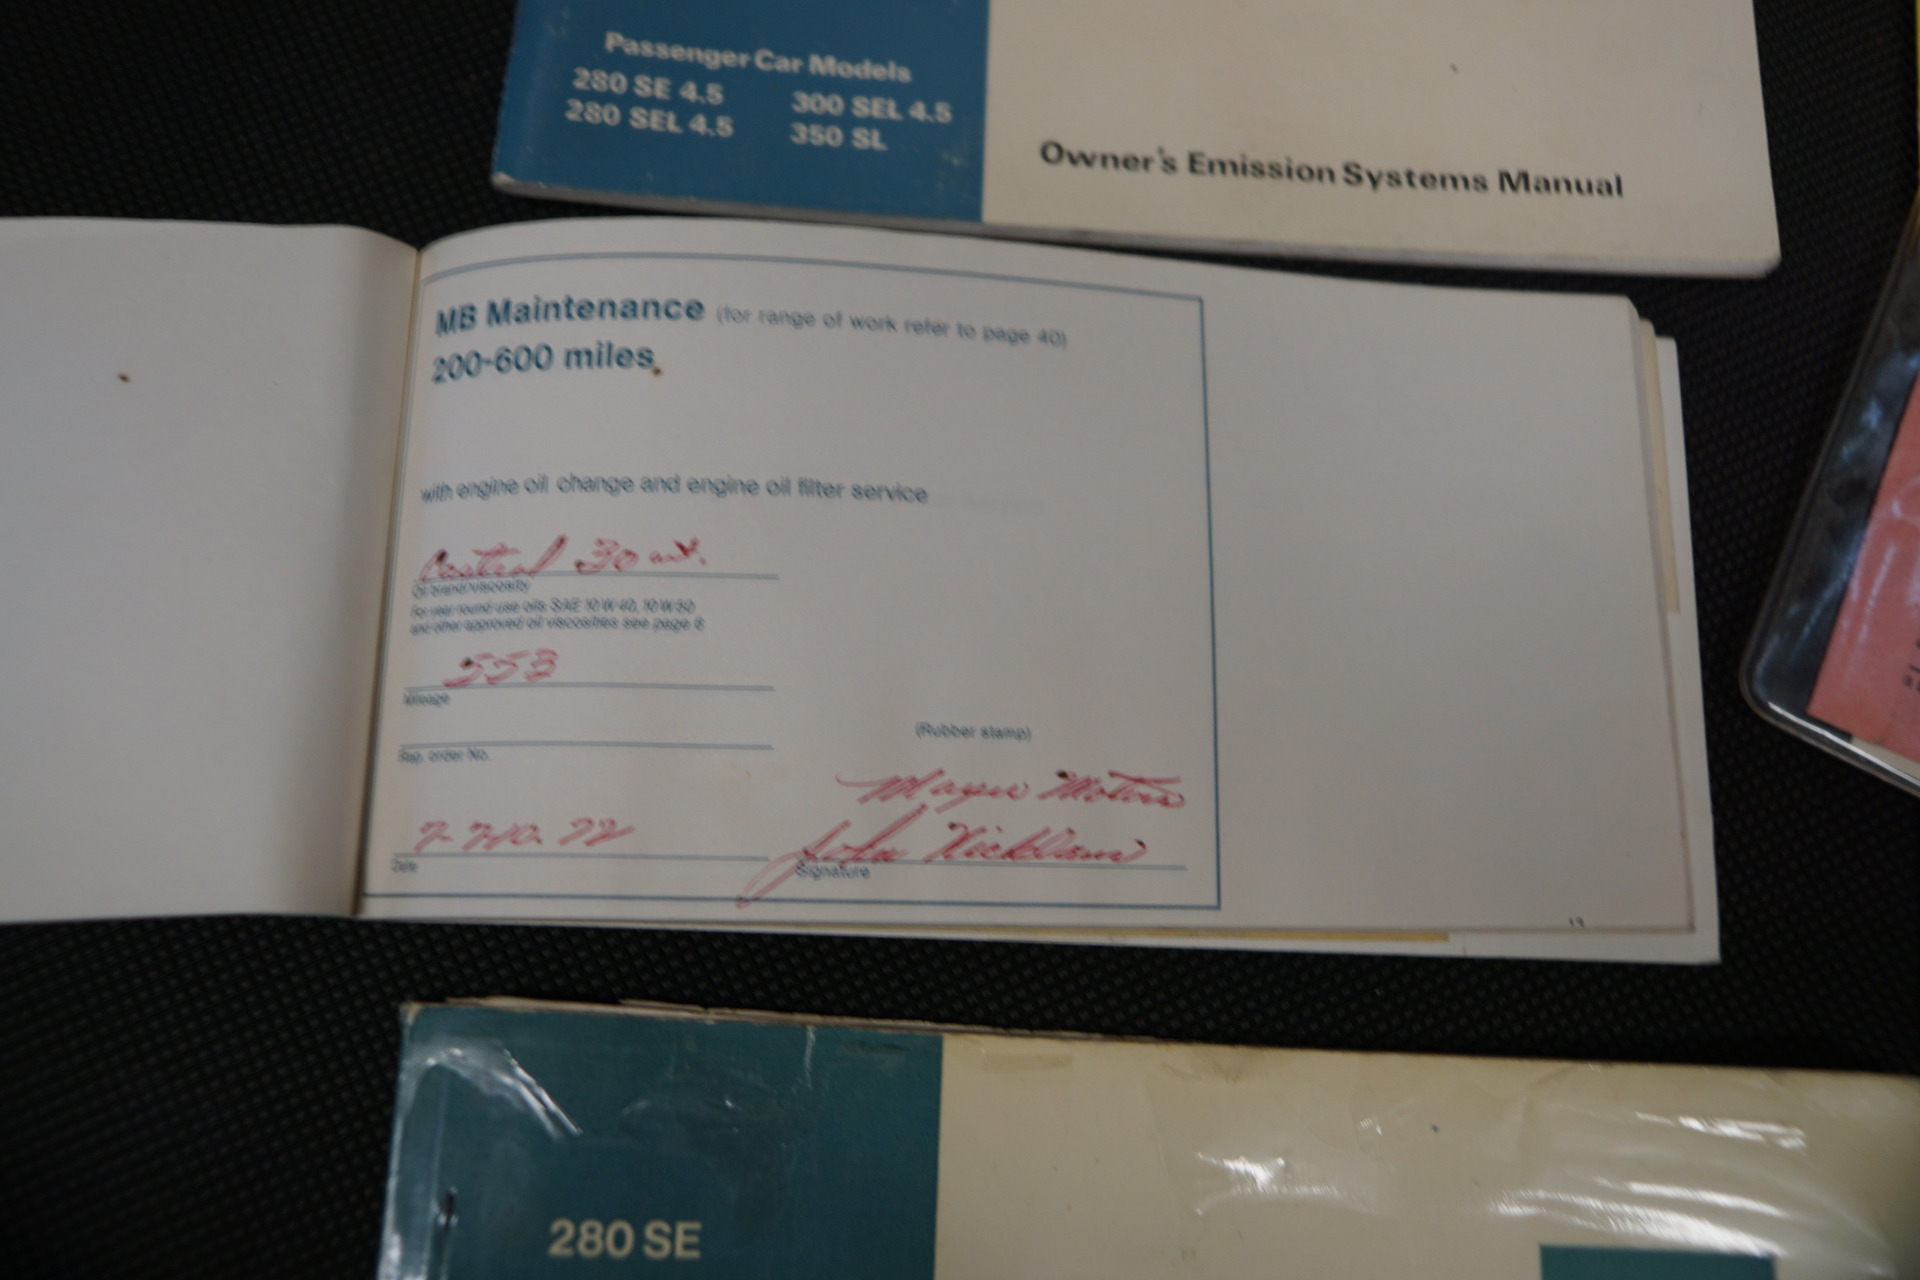 Passenger Car Models
280 SE 4.5 300 SEL 4.5
280 SEL 4.5 350 SL
Owner's Emission Systems Manual
MB Maintenance (for range of work refer to page 40)
200-600 miles
with engine oil change and engine oil filter service
Castrol 30 wt.
Oil brand/viscosity
For year round use oils SAE 10 W-40, 10 W-50
and other approved oil viscosities see page 8
553
Mileage
Rep. order No.
(Rubber stamp)
Motors
72
John
Date
Signature
13
280 SE